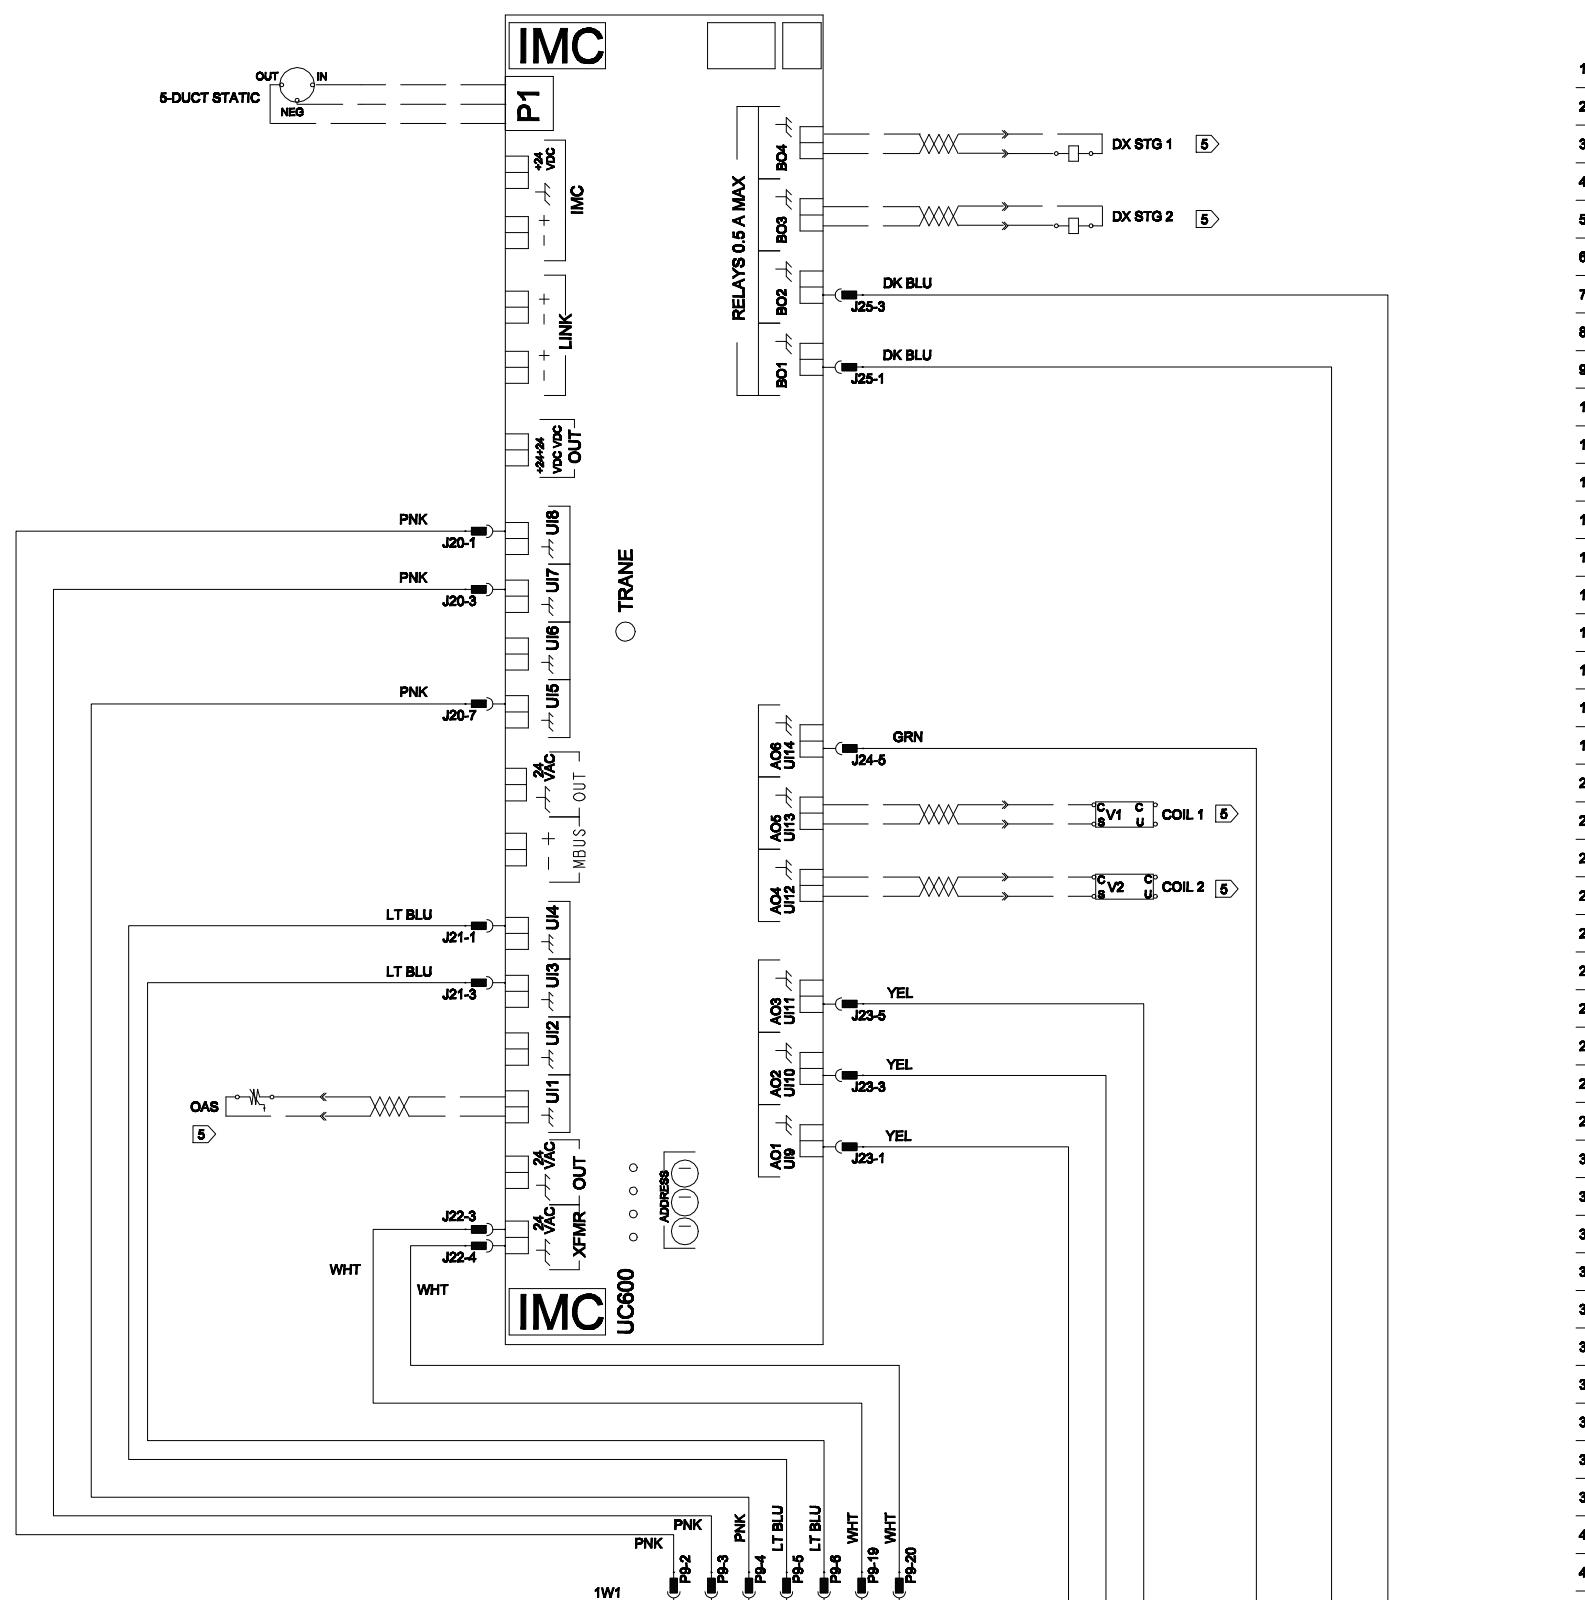 IMC
OUT
IN
5-DUCT STATIC
NEG
P1
+24
VDC
IMC
+
-
LINK
+
-
+
-
+24+24
VDC VDC
OUT
PNK
J20-1
UI8
PNK
J20-3
UI7
UI6
PNK
J20-7
UI5
24
VAC
OUT
MBUS
+
-
LT BLU
J21-1
UI4
LT BLU
J21-3
UI3
UI2
OAS
5
UI1
24
VAC
OUT
J22-3
J22-4
24
VAC
XFMR
WHT
WHT
TRANE
ADDRESS
IMC
UC600
RELAYS 0.5 A MAX
BO4
DX STG 1
5
BO3
DX STG 2
5
BO2
DK BLU
J25-3
BO1
DK BLU
J25-1
AO6
UI14
GRN
J24-5
AO5
UI13
C
S
V1
C
U
COIL 1
5
AO4
UI12
C
S
V2
C
U
COIL 2
5
AO3
UI11
YEL
J23-5
AO2
UI10
YEL
J23-3
AO1
UI9
YEL
J23-1
PNK
PNK
PNK
LT BLU
LT BLU
WHT
WHT
P9-2
P9-3
P9-4
P9-5
P9-6
P9-19
P9-20
1W1